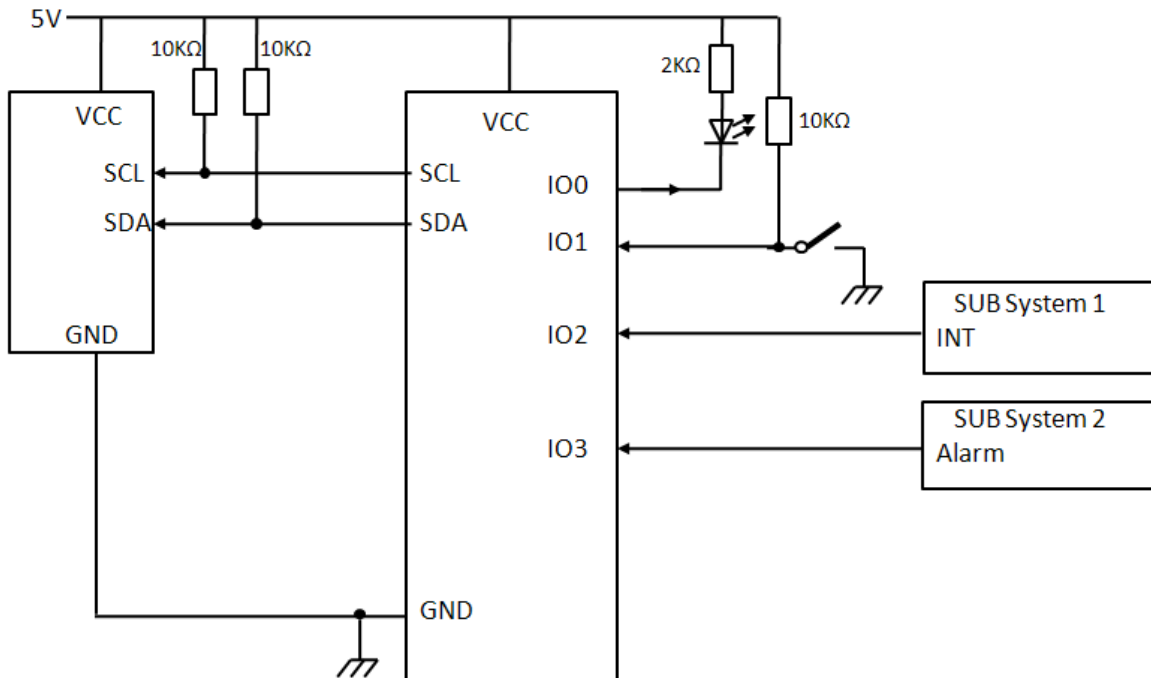 5V
10KΩ 10KΩ
2KΩ
10KΩ
VCC
SCL
SDA
GND
VCC
SCL
SDA
IO0
IO1
IO2
IO3
GND
SUB System 1
INT
SUB System 2
Alarm